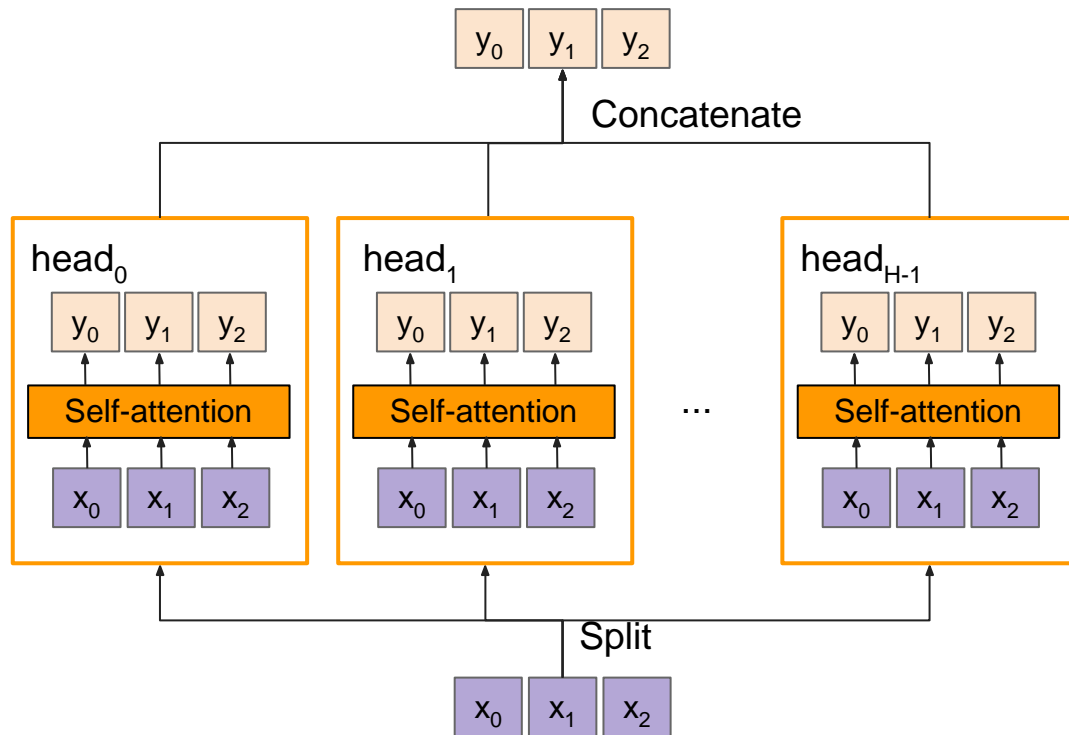 y₀ y₁ y₂
Concatenate
head₀ head₁ head_H-1
y₀ y₁ y₂ y₀ y₁ y₂ y₀ y₁ y₂
Self-attention Self-attention ... Self-attention
x₀ x₁ x₂ x₀ x₁ x₂ x₀ x₁ x₂
Split
x₀ x₁ x₂